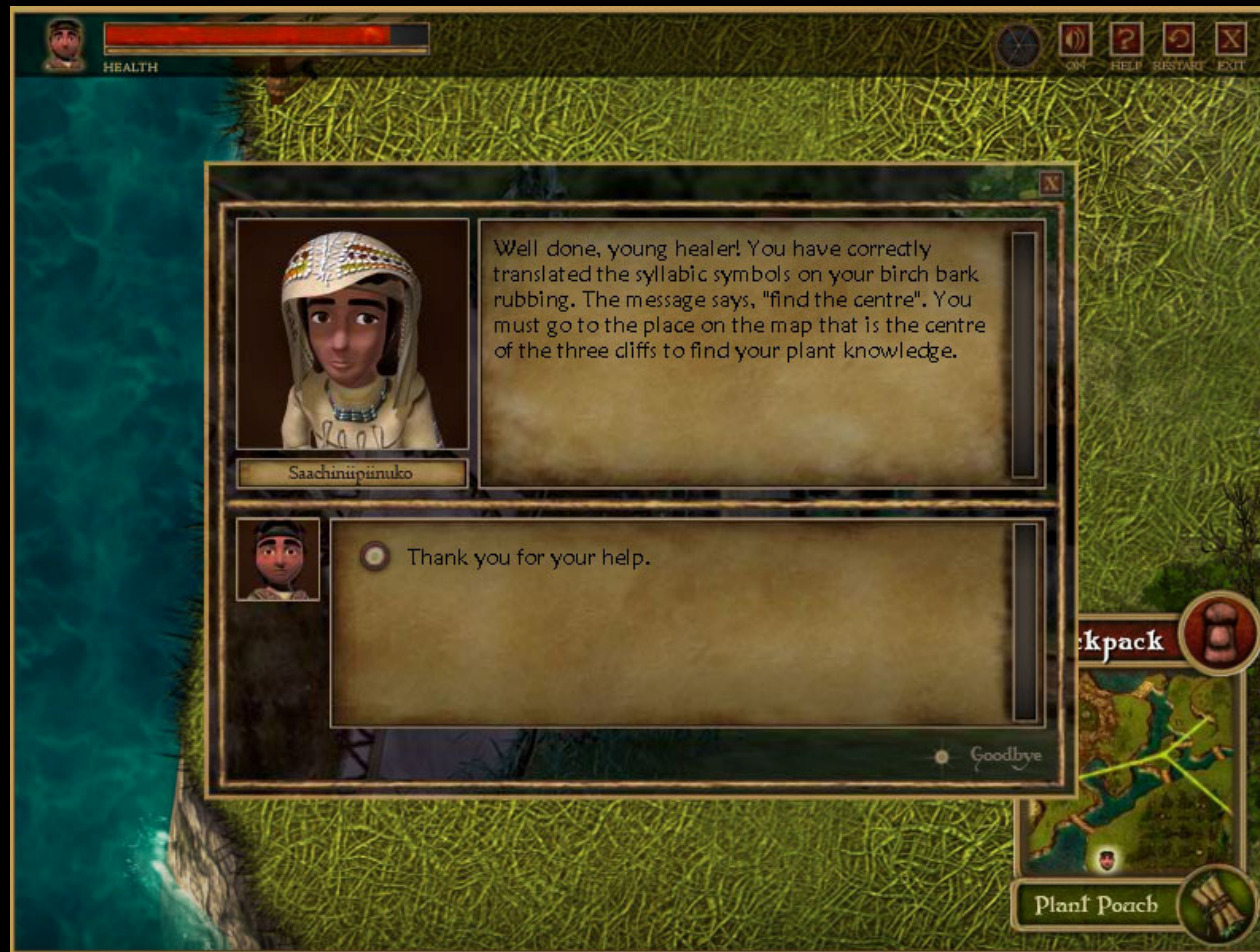 HEALTH
ON HELP RESTART EXIT
X
Well done, young healer! You have correctly
translated the syllabic symbols on your birch bark
rubbing. The message says, "find the centre". You
must go to the place on the map that is the centre
of the three cliffs to find your plant knowledge.
Saachiniipiinuko
Thank you for your help.
ckpack
Goodbye
Plant Pouch